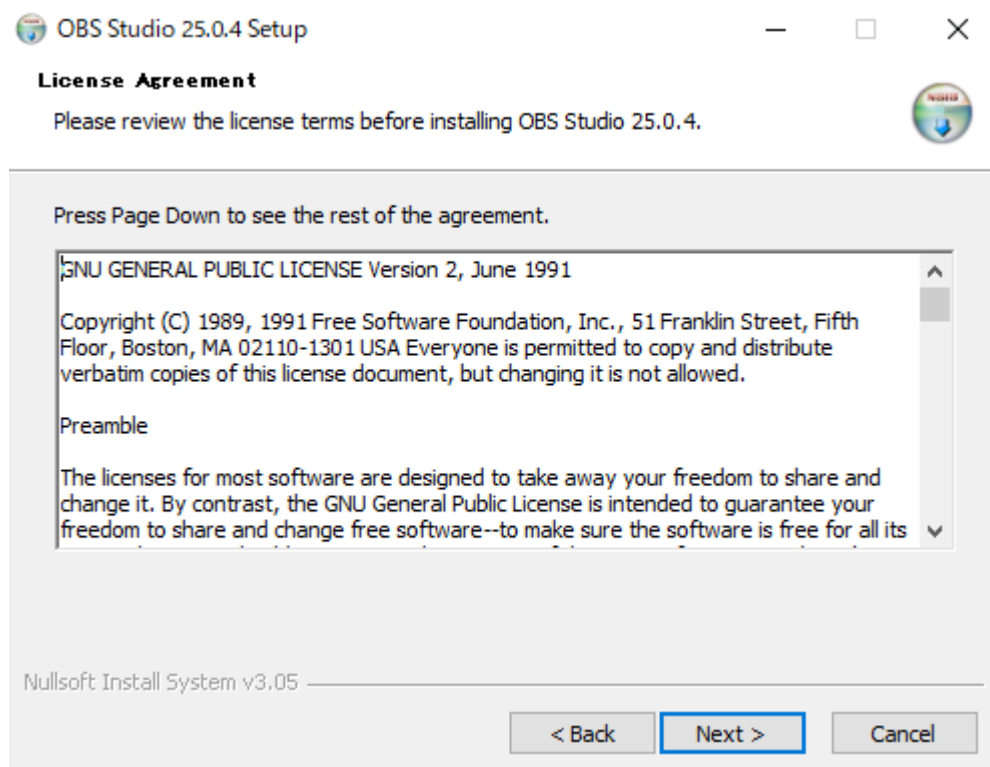 OBS Studio 25.0.4 Setup
License Agreement
Please review the license terms before installing OBS Studio 25.0.4.
Press Page Down to see the rest of the agreement.
GNU GENERAL PUBLIC LICENSE Version 2, June 1991
Copyright (C) 1989, 1991 Free Software Foundation, Inc., 51 Franklin Street, Fifth
Floor, Boston, MA 02110-1301 USA Everyone is permitted to copy and distribute
verbatim copies of this license document, but changing it is not allowed.
Preamble
The licenses for most software are designed to take away your freedom to share and
change it. By contrast, the GNU General Public License is intended to guarantee your
freedom to share and change free software--to make sure the software is free for all its
Nullsoft Install System v3.05
< Back
Next >
Cancel